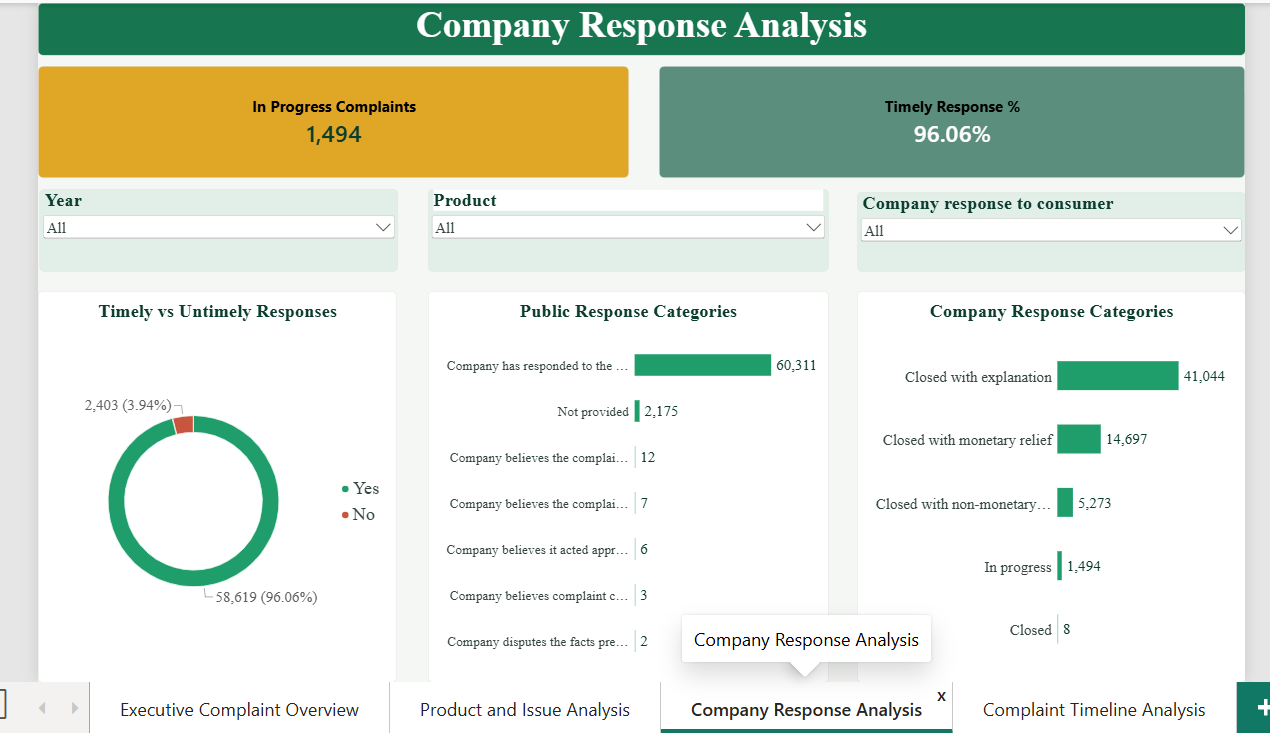 Company Response Analysis
In Progress Complaints
1,494
Timely Response %
96.06%
Year
All
Product
All
Company response to consumer
All
Timely vs Untimely Responses
2,403 (3.94%)
58,619 (96.06%)
Yes
No
Public Response Categories
Company has responded to the ... 60,311
Not provided 2,175
Company believes the complai... 12
Company believes the complai... 7
Company believes it acted appr... 6
Company believes complaint c... 3
Company disputes the facts pre... 2
Company Response Categories
Closed with explanation 41,044
Closed with monetary relief 14,697
Closed with non-monetary... 5,273
In progress 1,494
Closed 8
Company Response Analysis
Executive Complaint Overview
Product and Issue Analysis
Company Response Analysis x
Complaint Timeline Analysis
+